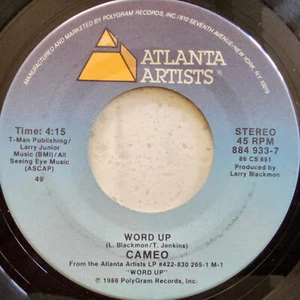 MANUFACTURED AND MARKETED BY POLYGRAM RECORDS, INC./810 SEVENTH AVENUE/NEW YORK, NY 10019
ATLANTA
ARTISTS
Time: 4:15
T-Man Publishing/
Larry Junior
Music (BMI)/All
Seeing Eye Music
(ASCAP)
49
STEREO
45 RPM
884 933-7
86 CS 651
Produced by
Larry Blackmon
WORD UP
(L. Blackmon/T. Jenkins)
CAMEO
From the Atlanta Artists LP #422-830 265-1 M-1
"WORD UP"
℗ 1986 PolyGram Records, Inc.